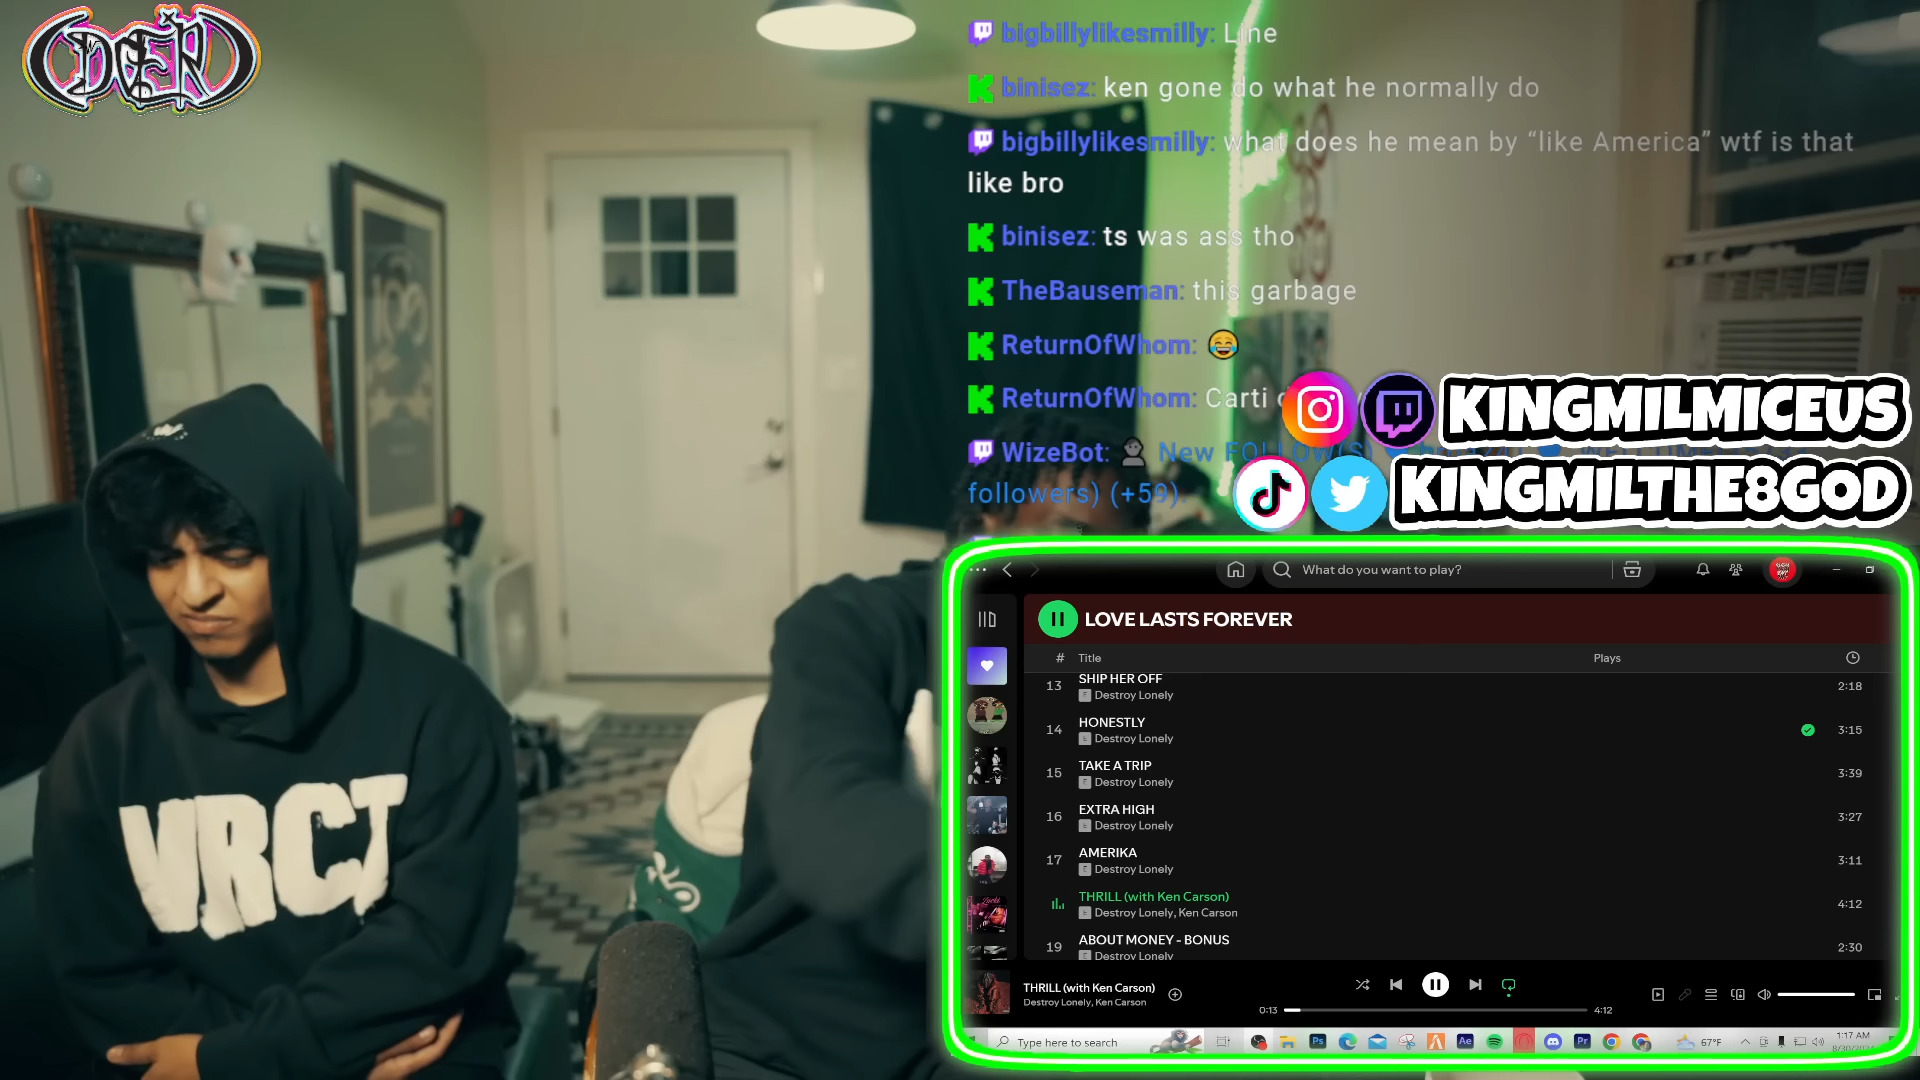 bigbillylikesmilly: Line
binisez: ken gone do what he normally do
bigbillylikesmilly: what does he mean by “like America” wtf is that
like bro
binisez: ts was ass tho
TheBauseman: this garbage
ReturnOfWhom: 😂
ReturnOfWhom: Carti
WizeBot: New FOLLOW(S)
followers) (+59)
KINGMILMICEUS
KINGMILTHE8GOD
VRCT
What do you want to play?
LOVE LASTS FOREVER
# Title Plays
13 SHIP HER OFF 2:18
E Destroy Lonely
14 HONESTLY 3:15
E Destroy Lonely
15 TAKE A TRIP 3:39
E Destroy Lonely
16 EXTRA HIGH 3:27
E Destroy Lonely
17 AMERIKA 3:11
E Destroy Lonely
THRILL (with Ken Carson) 4:12
E Destroy Lonely, Ken Carson
19 ABOUT MONEY - BONUS 2:30
E Destroy Lonely
THRILL (with Ken Carson)
Destroy Lonely, Ken Carson
0:13 4:12
Type here to search
Ps
Ae
Pr
67°F
1:17 AM